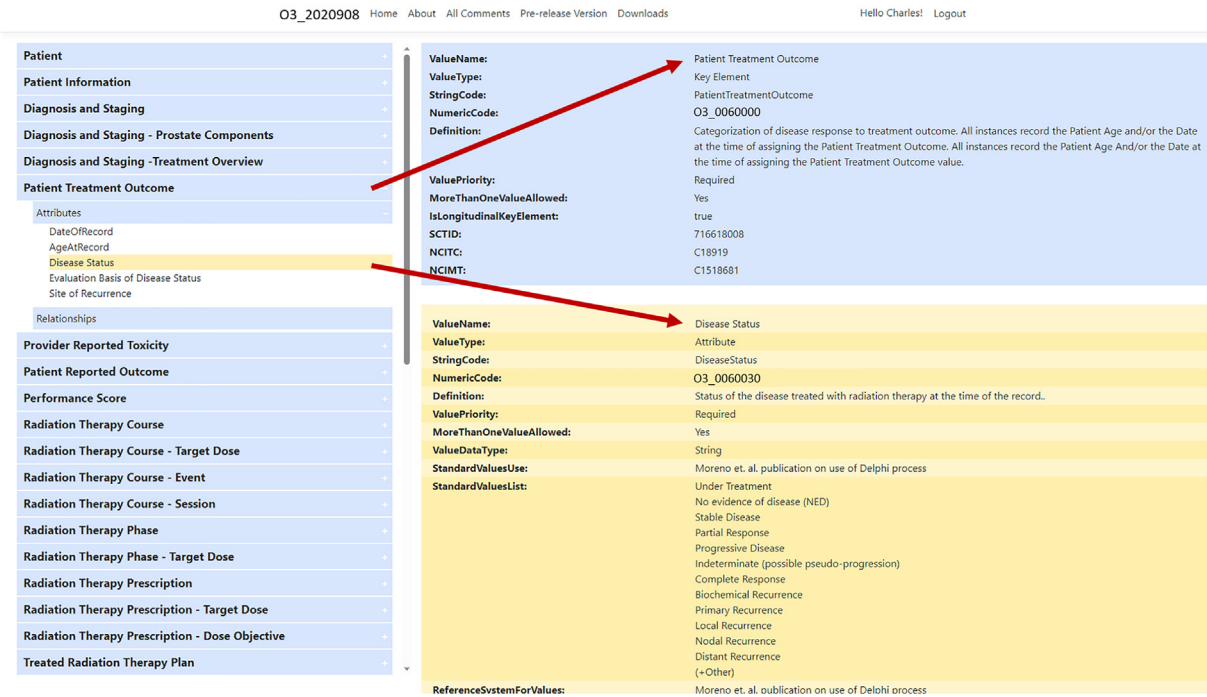 O3_2020908 Home About All Comments Pre-release Version Downloads Hello Charles! Logout
Patient
Patient Information
Diagnosis and Staging
Diagnosis and Staging - Prostate Components
Diagnosis and Staging -Treatment Overview
Patient Treatment Outcome
Attributes
DateOfRecord
AgeAtRecord
Disease Status
Evaluation Basis of Disease Status
Site of Recurrence
Relationships
Provider Reported Toxicity
Patient Reported Outcome
Performance Score
Radiation Therapy Course
Radiation Therapy Course - Target Dose
Radiation Therapy Course - Event
Radiation Therapy Course - Session
Radiation Therapy Phase
Radiation Therapy Phase - Target Dose
Radiation Therapy Prescription
Radiation Therapy Prescription - Target Dose
Radiation Therapy Prescription - Dose Objective
Treated Radiation Therapy Plan
ValueName: Patient Treatment Outcome
ValueType: Key Element
StringCode: PatientTreatmentOutcome
NumericCode: O3_0060000
Definition: Categorization of disease response to treatment outcome. All instances record the Patient Age and/or the Date
at the time of assigning the Patient Treatment Outcome. All instances record the Patient Age And/or the Date at
the time of assigning the Patient Treatment Outcome value.
ValuePriority: Required
MoreThanOneValueAllowed: Yes
IsLongitudinalKeyElement: true
SCTID: 716618008
NCITC: C18919
NCIMT: C1518681
ValueName: Disease Status
ValueType: Attribute
StringCode: DiseaseStatus
NumericCode: O3_0060030
Definition: Status of the disease treated with radiation therapy at the time of the record..
ValuePriority: Required
MoreThanOneValueAllowed: Yes
ValueDataType: String
StandardValuesUse: Moreno et. al. publication on use of Delphi process
StandardValuesList: Under Treatment
No evidence of disease (NED)
Stable Disease
Partial Response
Progressive Disease
Indeterminate (possible pseudo-progression)
Complete Response
Biochemical Recurrence
Primary Recurrence
Local Recurrence
Nodal Recurrence
Distant Recurrence
(+Other)
ReferenceSystemForValues: Moreno et. al. publication on use of Delphi process